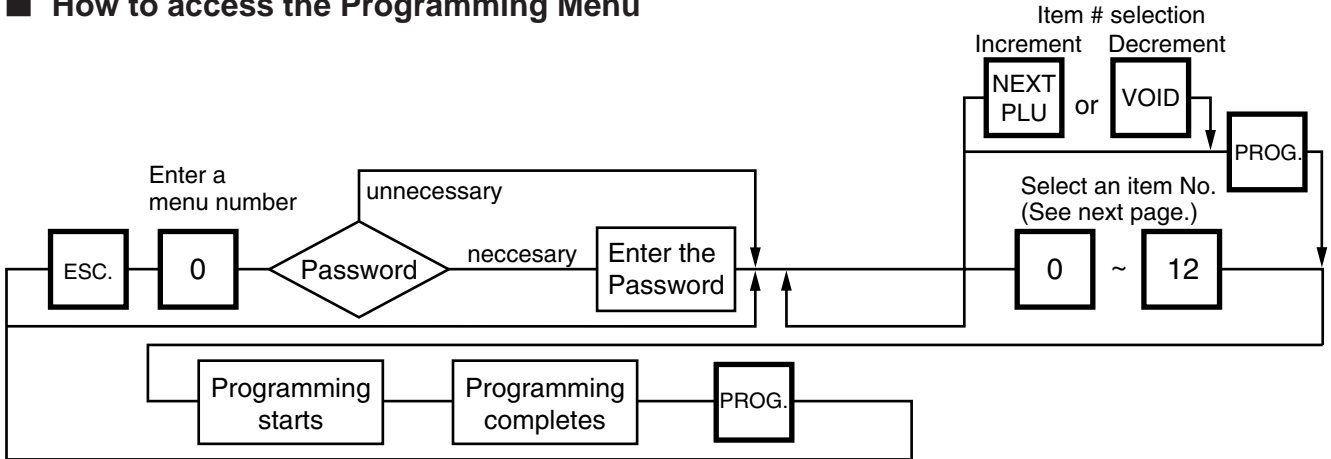 ■ How to access the Programming Menu
Item # selection
Increment Decrement
NEXT
PLU
or
VOID
PROG.
Enter a
menu number
unnecessary
Select an item No.
(See next page.)
ESC.
0
Password
neccesary
Enter the
Password
0
~
12
Programming
starts
Programming
completes
PROG.